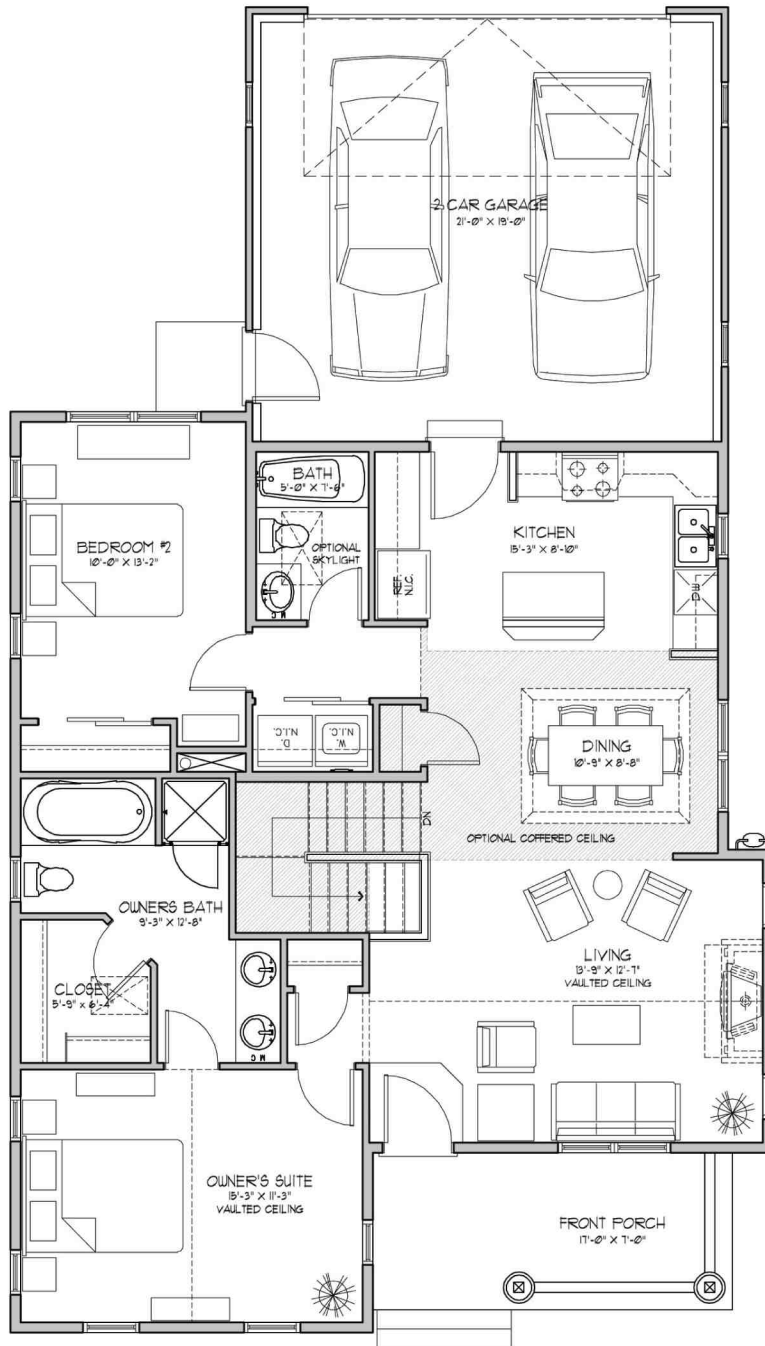 2 CAR GARAGE
21'-0" X 19'-0"
BATH
5'-0" X 7'-6"
OPTIONAL
SKYLIGHT
M.C
KITCHEN
15'-3" X 8'-10"
REF.
N.I.C.
D.W.
BEDROOM #2
10'-0" X 13'-2"
D.
N.I.C.
W.
N.I.C.
DINING
10'-9" X 8'-8"
DN
OPTIONAL COFFERED CEILING
OWNERS BATH
9'-3" X 12'-8"
CLOSET
5'-9" X 6'-4"
M C
LIVING
13'-9" X 12'-7"
VAULTED CEILING
OWNER'S SUITE
15'-3" X 11'-3"
VAULTED CEILING
FRONT PORCH
17'-0" X 7'-0"